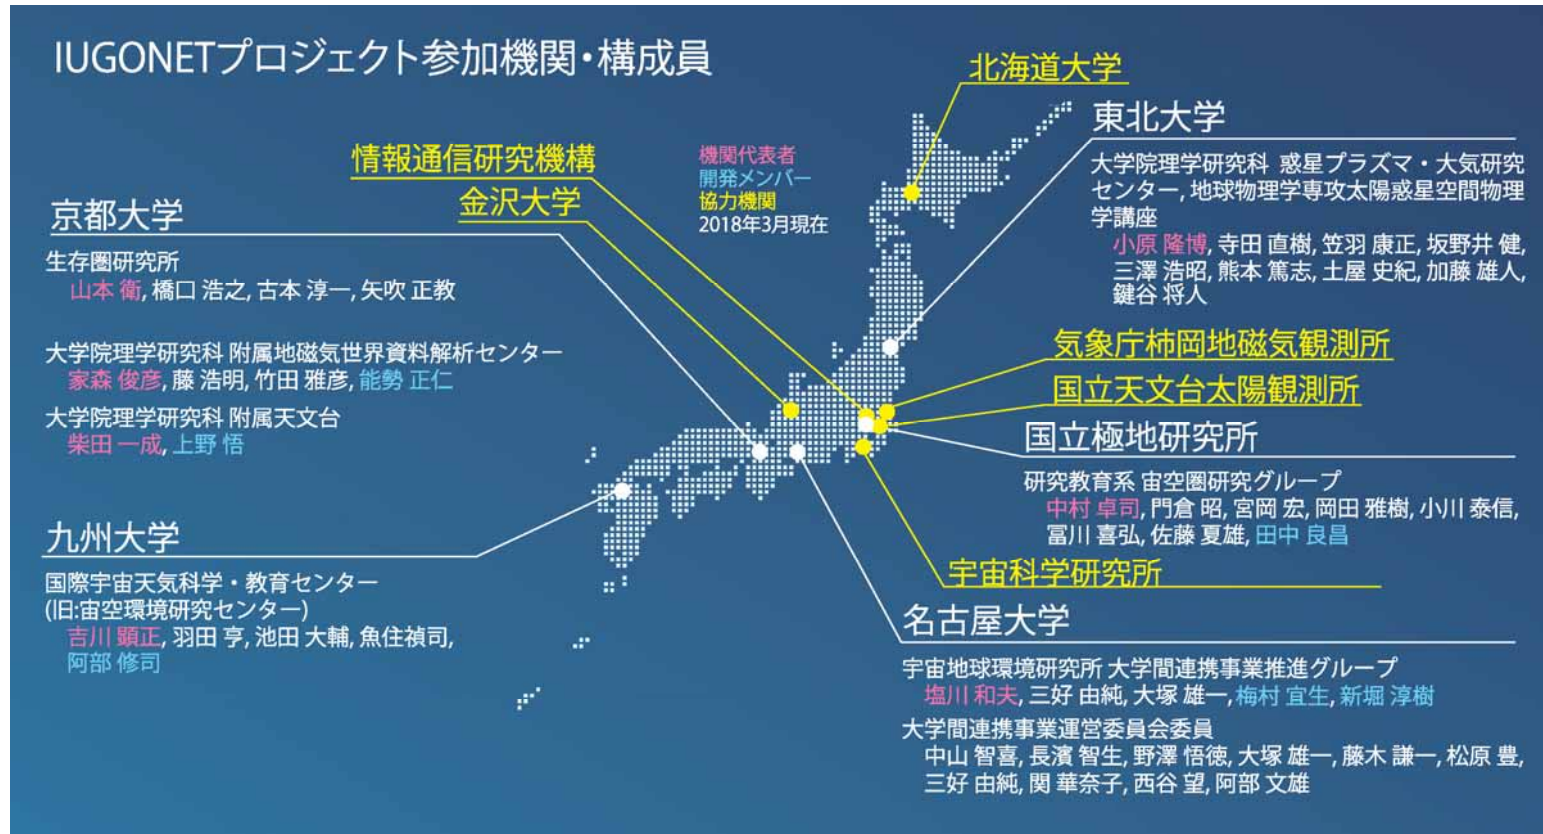 IUGONETプロジェクト参加機関・構成員
機関代表者
開発メンバー
協力機関
2018年3月現在
北海道大学
東北大学
大学院理学研究科 惑星プラズマ・大気研究
センター, 地球物理学専攻太陽惑星空間物理
学講座
小原 隆博, 寺田 直樹, 笠羽 康正, 坂野井 健,
三澤 浩昭, 熊本 篤志, 土屋 史紀, 加藤 雄人,
鍵谷 将人
情報通信研究機構
金沢大学
京都大学
生存圏研究所
山本 衛, 橋口 浩之, 古本 淳一, 矢吹 正教
大学院理学研究科 附属地磁気世界資料解析センター
家森 俊彦, 藤 浩明, 竹田 雅彦, 能勢 正仁
大学院理学研究科 附属天文台
柴田 一成, 上野 悟
九州大学
国際宇宙天気科学・教育センター
(旧:宙空環境研究センター)
吉川 顕正, 羽田 亨, 池田 大輔, 魚住禎司,
阿部 修司
気象庁柿岡地磁気観測所
国立天文台太陽観測所
国立極地研究所
研究教育系 宙空圏研究グループ
中村 卓司, 門倉 昭, 宮岡 宏, 岡田 雅樹, 小川 泰信,
冨川 喜弘, 佐藤 夏雄, 田中 良昌
宇宙科学研究所
名古屋大学
宇宙地球環境研究所 大学間連携事業推進グループ
塩川 和夫, 三好 由純, 大塚 雄一, 梅村 宜生, 新堀 淳樹
大学間連携事業運営委員会委員
中山 智喜, 長濱 智生, 野澤 悟徳, 大塚 雄一, 藤木 謙一, 松原 豊,
三好 由純, 関 華奈子, 西谷 望, 阿部 文雄